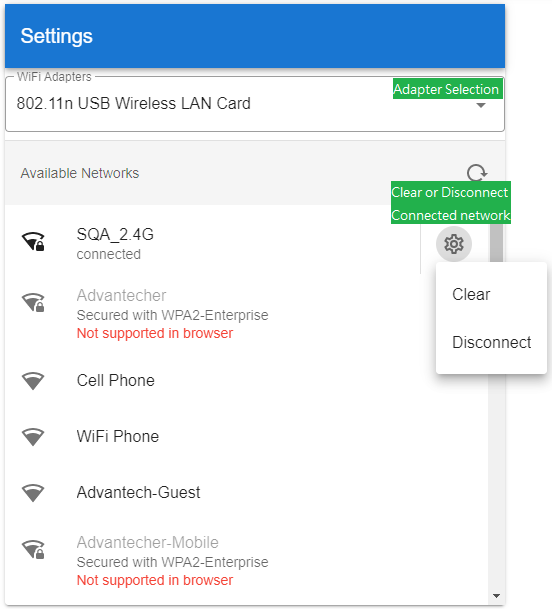 Settings
WiFi Adapters
Adapter Selection
802.11n USB Wireless LAN Card
Available Networks
Clear or Disconnect
Connected network
SQA_2.4G
connected
Clear
Disconnect
Advantecher
Secured with WPA2-Enterprise
Not supported in browser
Cell Phone
WiFi Phone
Advantech-Guest
Advantecher-Mobile
Secured with WPA2-Enterprise
Not supported in browser